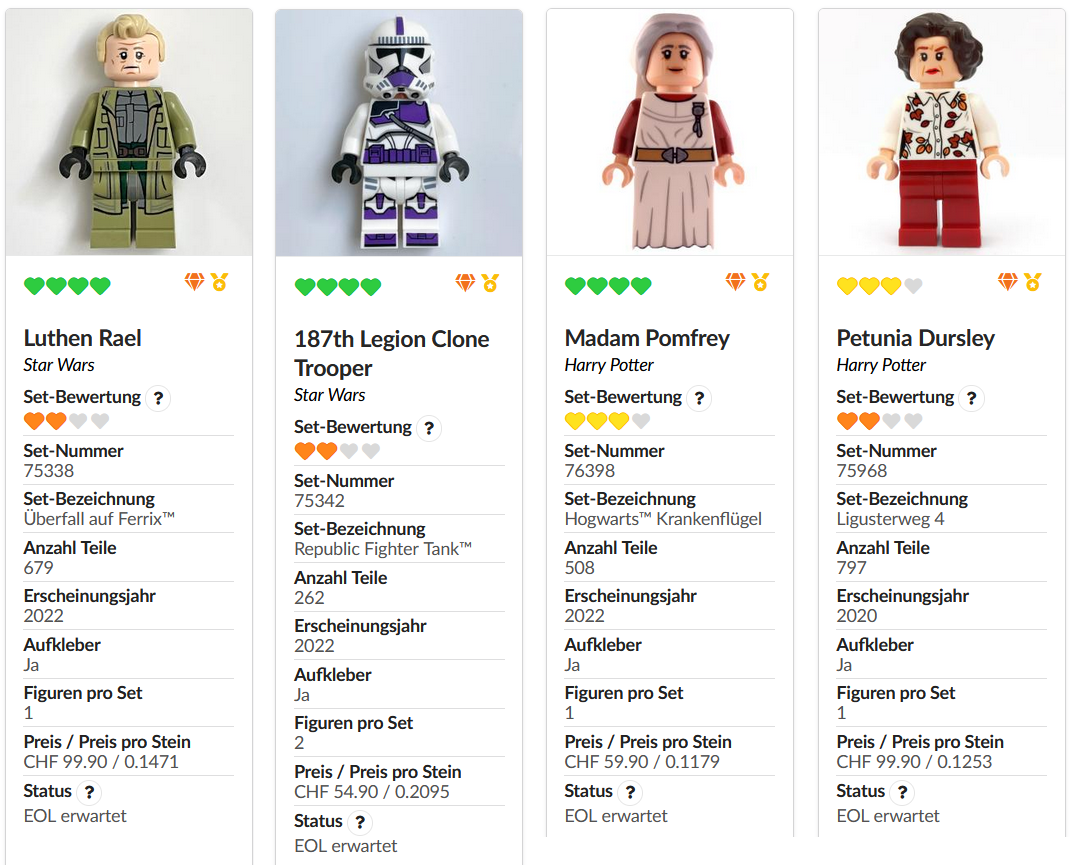 Luthen Rael
Star Wars
Set-Bewertung ?
Set-Nummer
75338
Set-Bezeichnung
Überfall auf Ferrix™
Anzahl Teile
679
Erscheinungsjahr
2022
Aufkleber
Ja
Figuren pro Set
1
Preis / Preis pro Stein
CHF 99.90 / 0.1471
Status ?
EOL erwartet
187th Legion Clone
Trooper
Star Wars
Set-Bewertung ?
Set-Nummer
75342
Set-Bezeichnung
Republic Fighter Tank™
Anzahl Teile
262
Erscheinungsjahr
2022
Aufkleber
Ja
Figuren pro Set
2
Preis / Preis pro Stein
CHF 54.90 / 0.2095
Status ?
EOL erwartet
Madam Pomfrey
Harry Potter
Set-Bewertung ?
Set-Nummer
76398
Set-Bezeichnung
Hogwarts™ Krankenflügel
Anzahl Teile
508
Erscheinungsjahr
2022
Aufkleber
Ja
Figuren pro Set
1
Preis / Preis pro Stein
CHF 59.90 / 0.1179
Status ?
EOL erwartet
Petunia Dursley
Harry Potter
Set-Bewertung ?
Set-Nummer
75968
Set-Bezeichnung
Ligusterweg 4
Anzahl Teile
797
Erscheinungsjahr
2020
Aufkleber
Ja
Figuren pro Set
1
Preis / Preis pro Stein
CHF 99.90 / 0.1253
Status ?
EOL erwartet